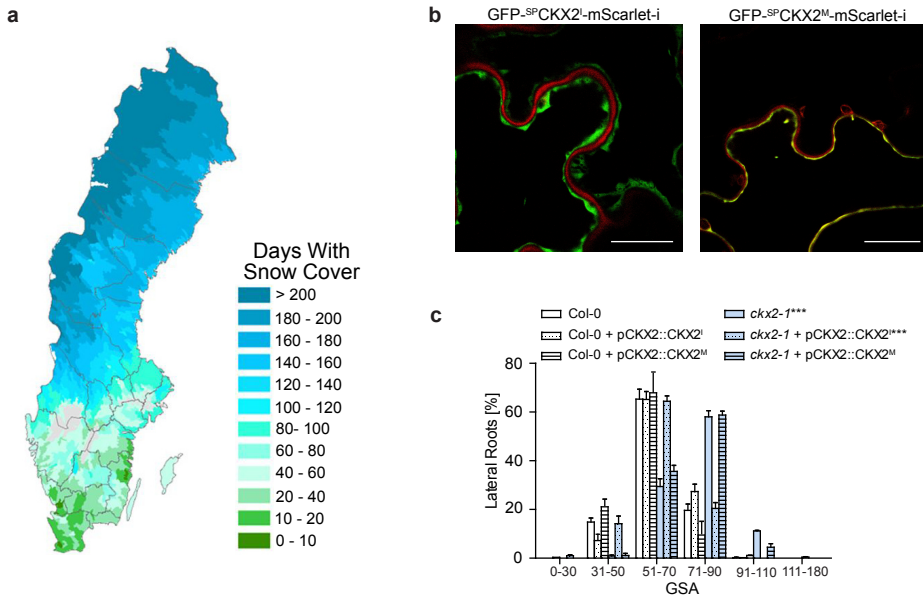 a
Days With
Snow Cover
> 200
180 - 200
160 - 180
140 - 160
120 - 140
100 - 120
80- 100
60 - 80
40 - 60
20 - 40
10 - 20
0 - 10
b
GFP-SPCKX2I-mScarlet-i
GFP-SPCKX2M-mScarlet-i
c
Col-0
Col-0 + pCKX2::CKX2I
Col-0 + pCKX2::CKX2M
ckx2-1***
ckx2-1 + pCKX2::CKX2I***
ckx2-1 + pCKX2::CKX2M
Lateral Roots [%]
80
60
40
20
0
0-30 31-50 51-70 71-90 91-110 111-180
GSA